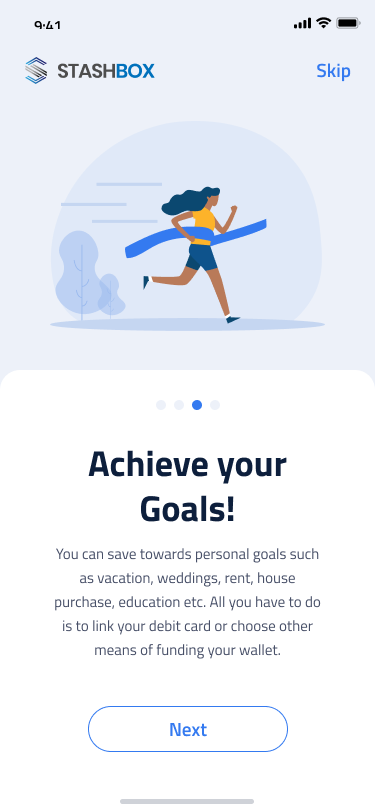 9:41
STASHBOX
Skip
Achieve your
Goals!
You can save towards personal goals such
as vacation, weddings, rent, house
purchase, education etc. All you have to do
is to link your debit card or choose other
means of funding your wallet.
Next